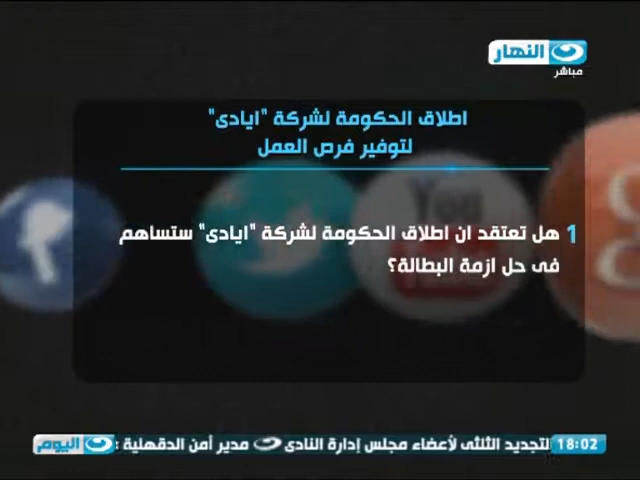 النهار
مباشر
اطلاق الحكومة لشركة "ايادى"
لتوفير فرص العمل
1 هل تعتقد ان اطلاق الحكومة لشركة "ايادى" ستساهم
فى حل ازمة البطالة؟
You
18:02 لتجديد الثلثى لأعضاء مجلس إدارة النادى مدير أمن الدقهلية : اليوم